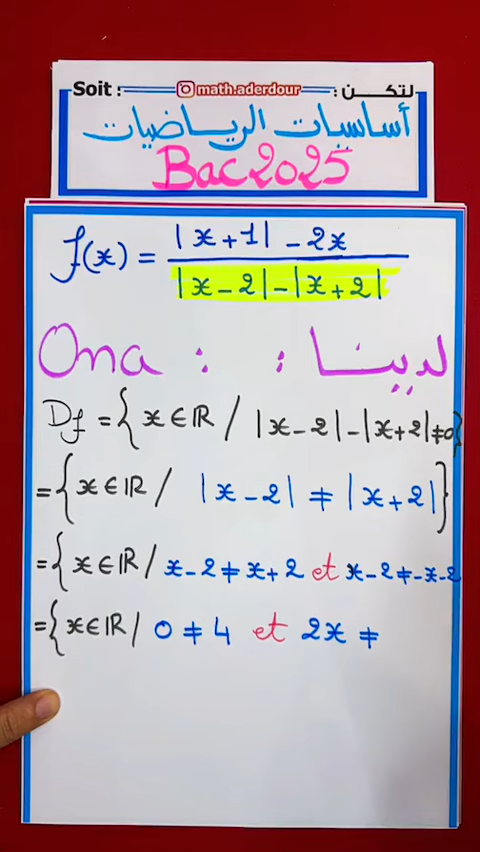 Soit : math.aderdour لتكن :
أساسيات الرياضيات
Bac2025
f(x) = |x+1| - 2x / |x-2| - |x+2|
Ona : لدينا :
Df = {x ∈ ℝ / |x-2| - |x+2| ≠ 0}
= {x ∈ ℝ / |x-2| ≠ |x+2|}
= {x ∈ ℝ / x-2 ≠ x+2 et x-2 ≠ -x-2
= {x ∈ ℝ / 0 ≠ 4 et 2x ≠